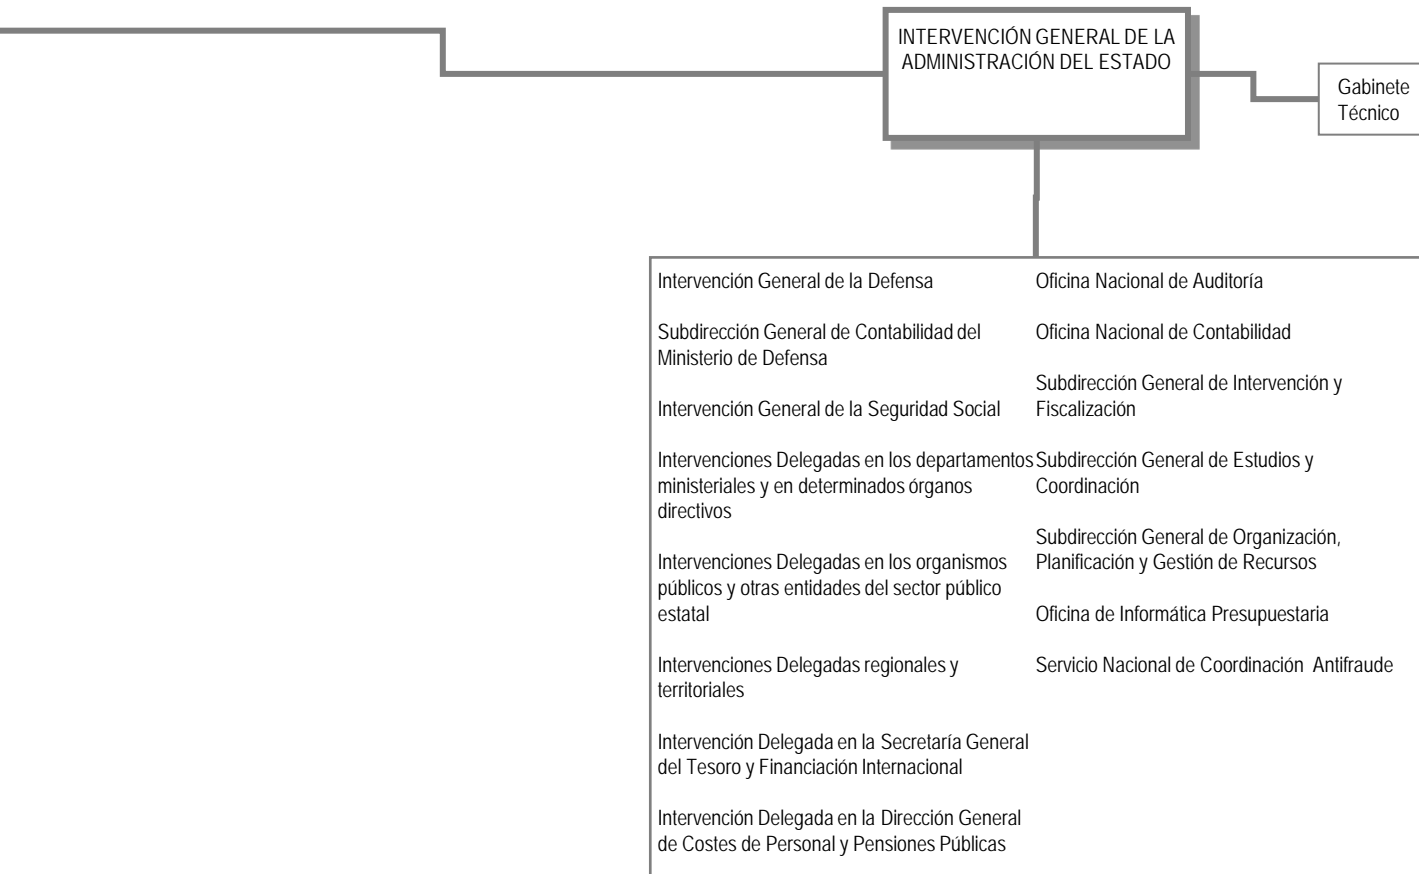 INTERVENCIÓN GENERAL DE LA
ADMINISTRACIÓN DEL ESTADO
Gabinete
Técnico
Intervención General de la Defensa
Subdirección General de Contabilidad del
Ministerio de Defensa
Intervención General de la Seguridad Social
Intervenciones Delegadas en los departamentos
ministeriales y en determinados órganos
directivos
Intervenciones Delegadas en los organismos
públicos y otras entidades del sector público
estatal
Intervenciones Delegadas regionales y
territoriales
Intervención Delegada en la Secretaría General
del Tesoro y Financiación Internacional
Intervención Delegada en la Dirección General
de Costes de Personal y Pensiones Públicas
Oficina Nacional de Auditoría
Oficina Nacional de Contabilidad
Subdirección General de Intervención y
Fiscalización
Subdirección General de Estudios y
Coordinación
Subdirección General de Organización,
Planificación y Gestión de Recursos
Oficina de Informática Presupuestaria
Servicio Nacional de Coordinación Antifraude